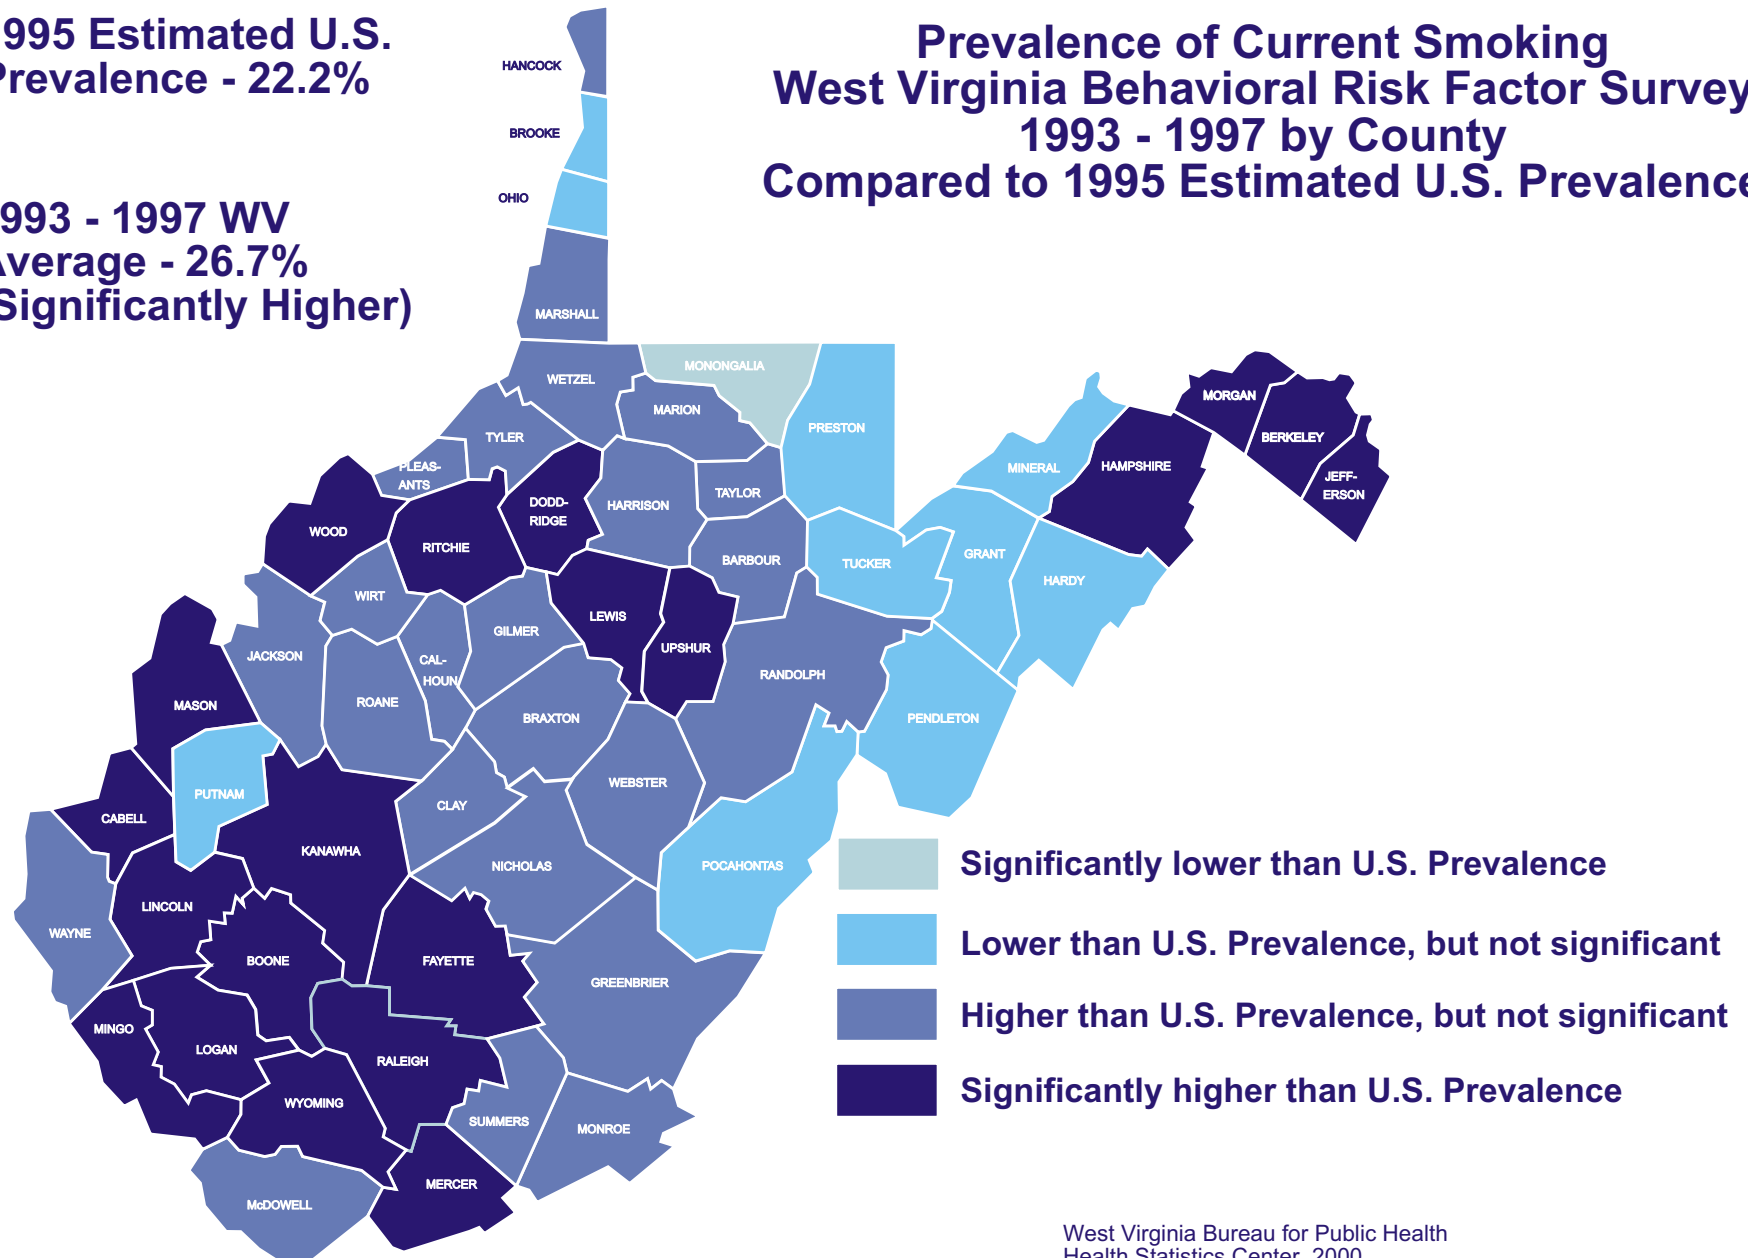 995 Estimated U.S.
Prevalence - 22.2%
993 - 1997 WV
Average - 26.7%
(Significantly Higher)
Prevalence of Current Smoking
West Virginia Behavioral Risk Factor Survey
1993 - 1997 by County
Compared to 1995 Estimated U.S. Prevalence
HANCOCK
BROOKE
OHIO
MARSHALL
WETZEL
MONONGALIA
MARION
PRESTON
TYLER
PLEAS-
ANTS
DODD-
RIDGE
HARRISON
TAYLOR
MINERAL
HAMPSHIRE
MORGAN
BERKELEY
JEFF-
ERSON
WOOD
RITCHIE
BARBOUR
TUCKER
GRANT
HARDY
WIRT
GILMER
LEWIS
UPSHUR
JACKSON
CAL-
HOUN
RANDOLPH
MASON
ROANE
BRAXTON
PENDLETON
PUTNAM
CLAY
WEBSTER
CABELL
KANAWHA
NICHOLAS
POCAHONTAS
LINCOLN
WAYNE
BOONE
FAYETTE
GREENBRIER
MINGO
LOGAN
RALEIGH
WYOMING
SUMMERS
MONROE
McDOWELL
MERCER
Significantly lower than U.S. Prevalence
Lower than U.S. Prevalence, but not significant
Higher than U.S. Prevalence, but not significant
Significantly higher than U.S. Prevalence
West Virginia Bureau for Public Health
Health Statistics Center, 2000